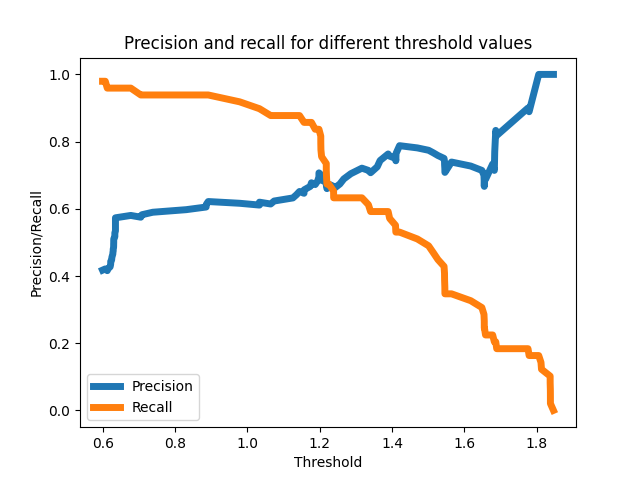 Precision and recall for different threshold values
1.0
0.8
0.6
0.4
0.2
0.0
Precision/Recall
Precision
Recall
0.6 0.8 1.0 1.2 1.4 1.6 1.8
Threshold